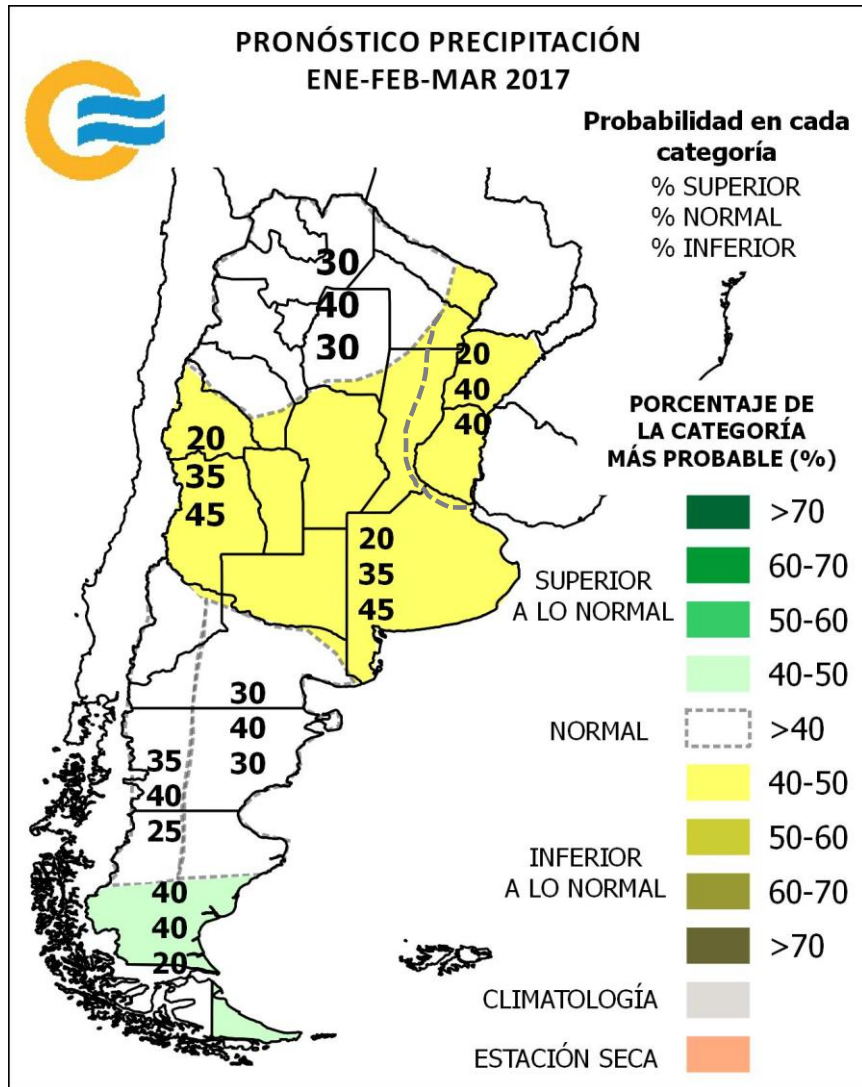 PRONÓSTICO PRECIPITACIÓN
ENE-FEB-MAR 2017
Probabilidad en cada
categoría
% SUPERIOR
% NORMAL
% INFERIOR
30
40
30
20
40
40
20
35
45
20
35
45
30
40
30
35
40
25
40
40
20
PORCENTAJE DE
LA CATEGORÍA
MÁS PROBABLE (%)
SUPERIOR
A LO NORMAL
>70
60-70
50-60
40-50
NORMAL
>40
INFERIOR
A LO NORMAL
40-50
50-60
60-70
>70
CLIMATOLOGÍA
ESTACIÓN SECA